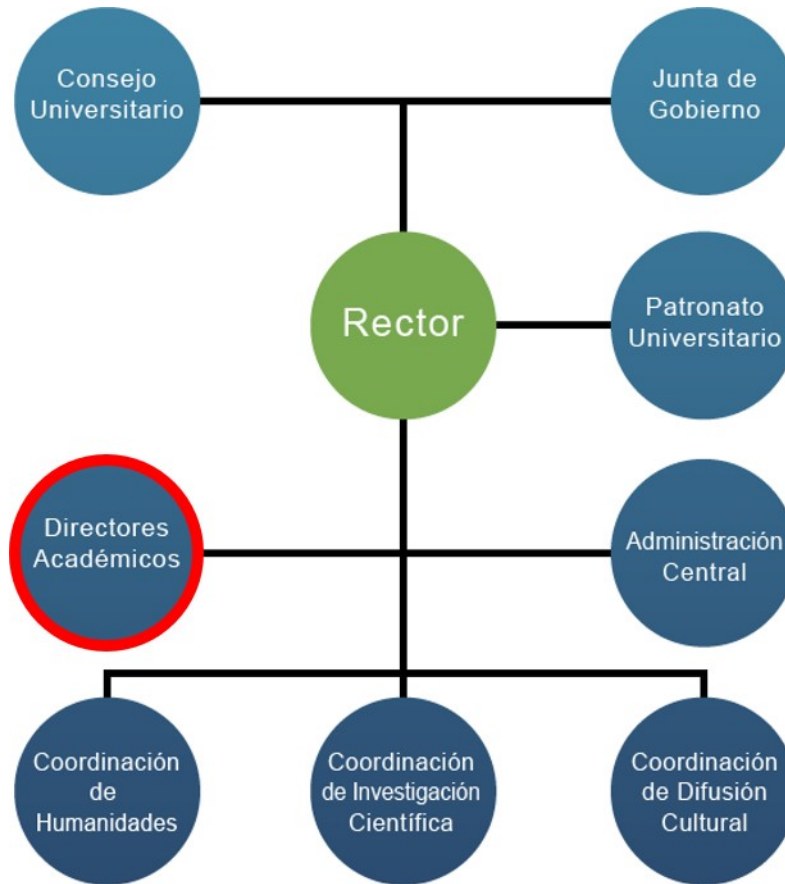 Consejo
Universitario
Junta de
Gobierno
Rector
Patronato
Universitario
Directores
Académicos
Administración
Central
Coordinación
de
Humanidades
Coordinación
de Investigación
Científica
Coordinación
de Difusión
Cultural